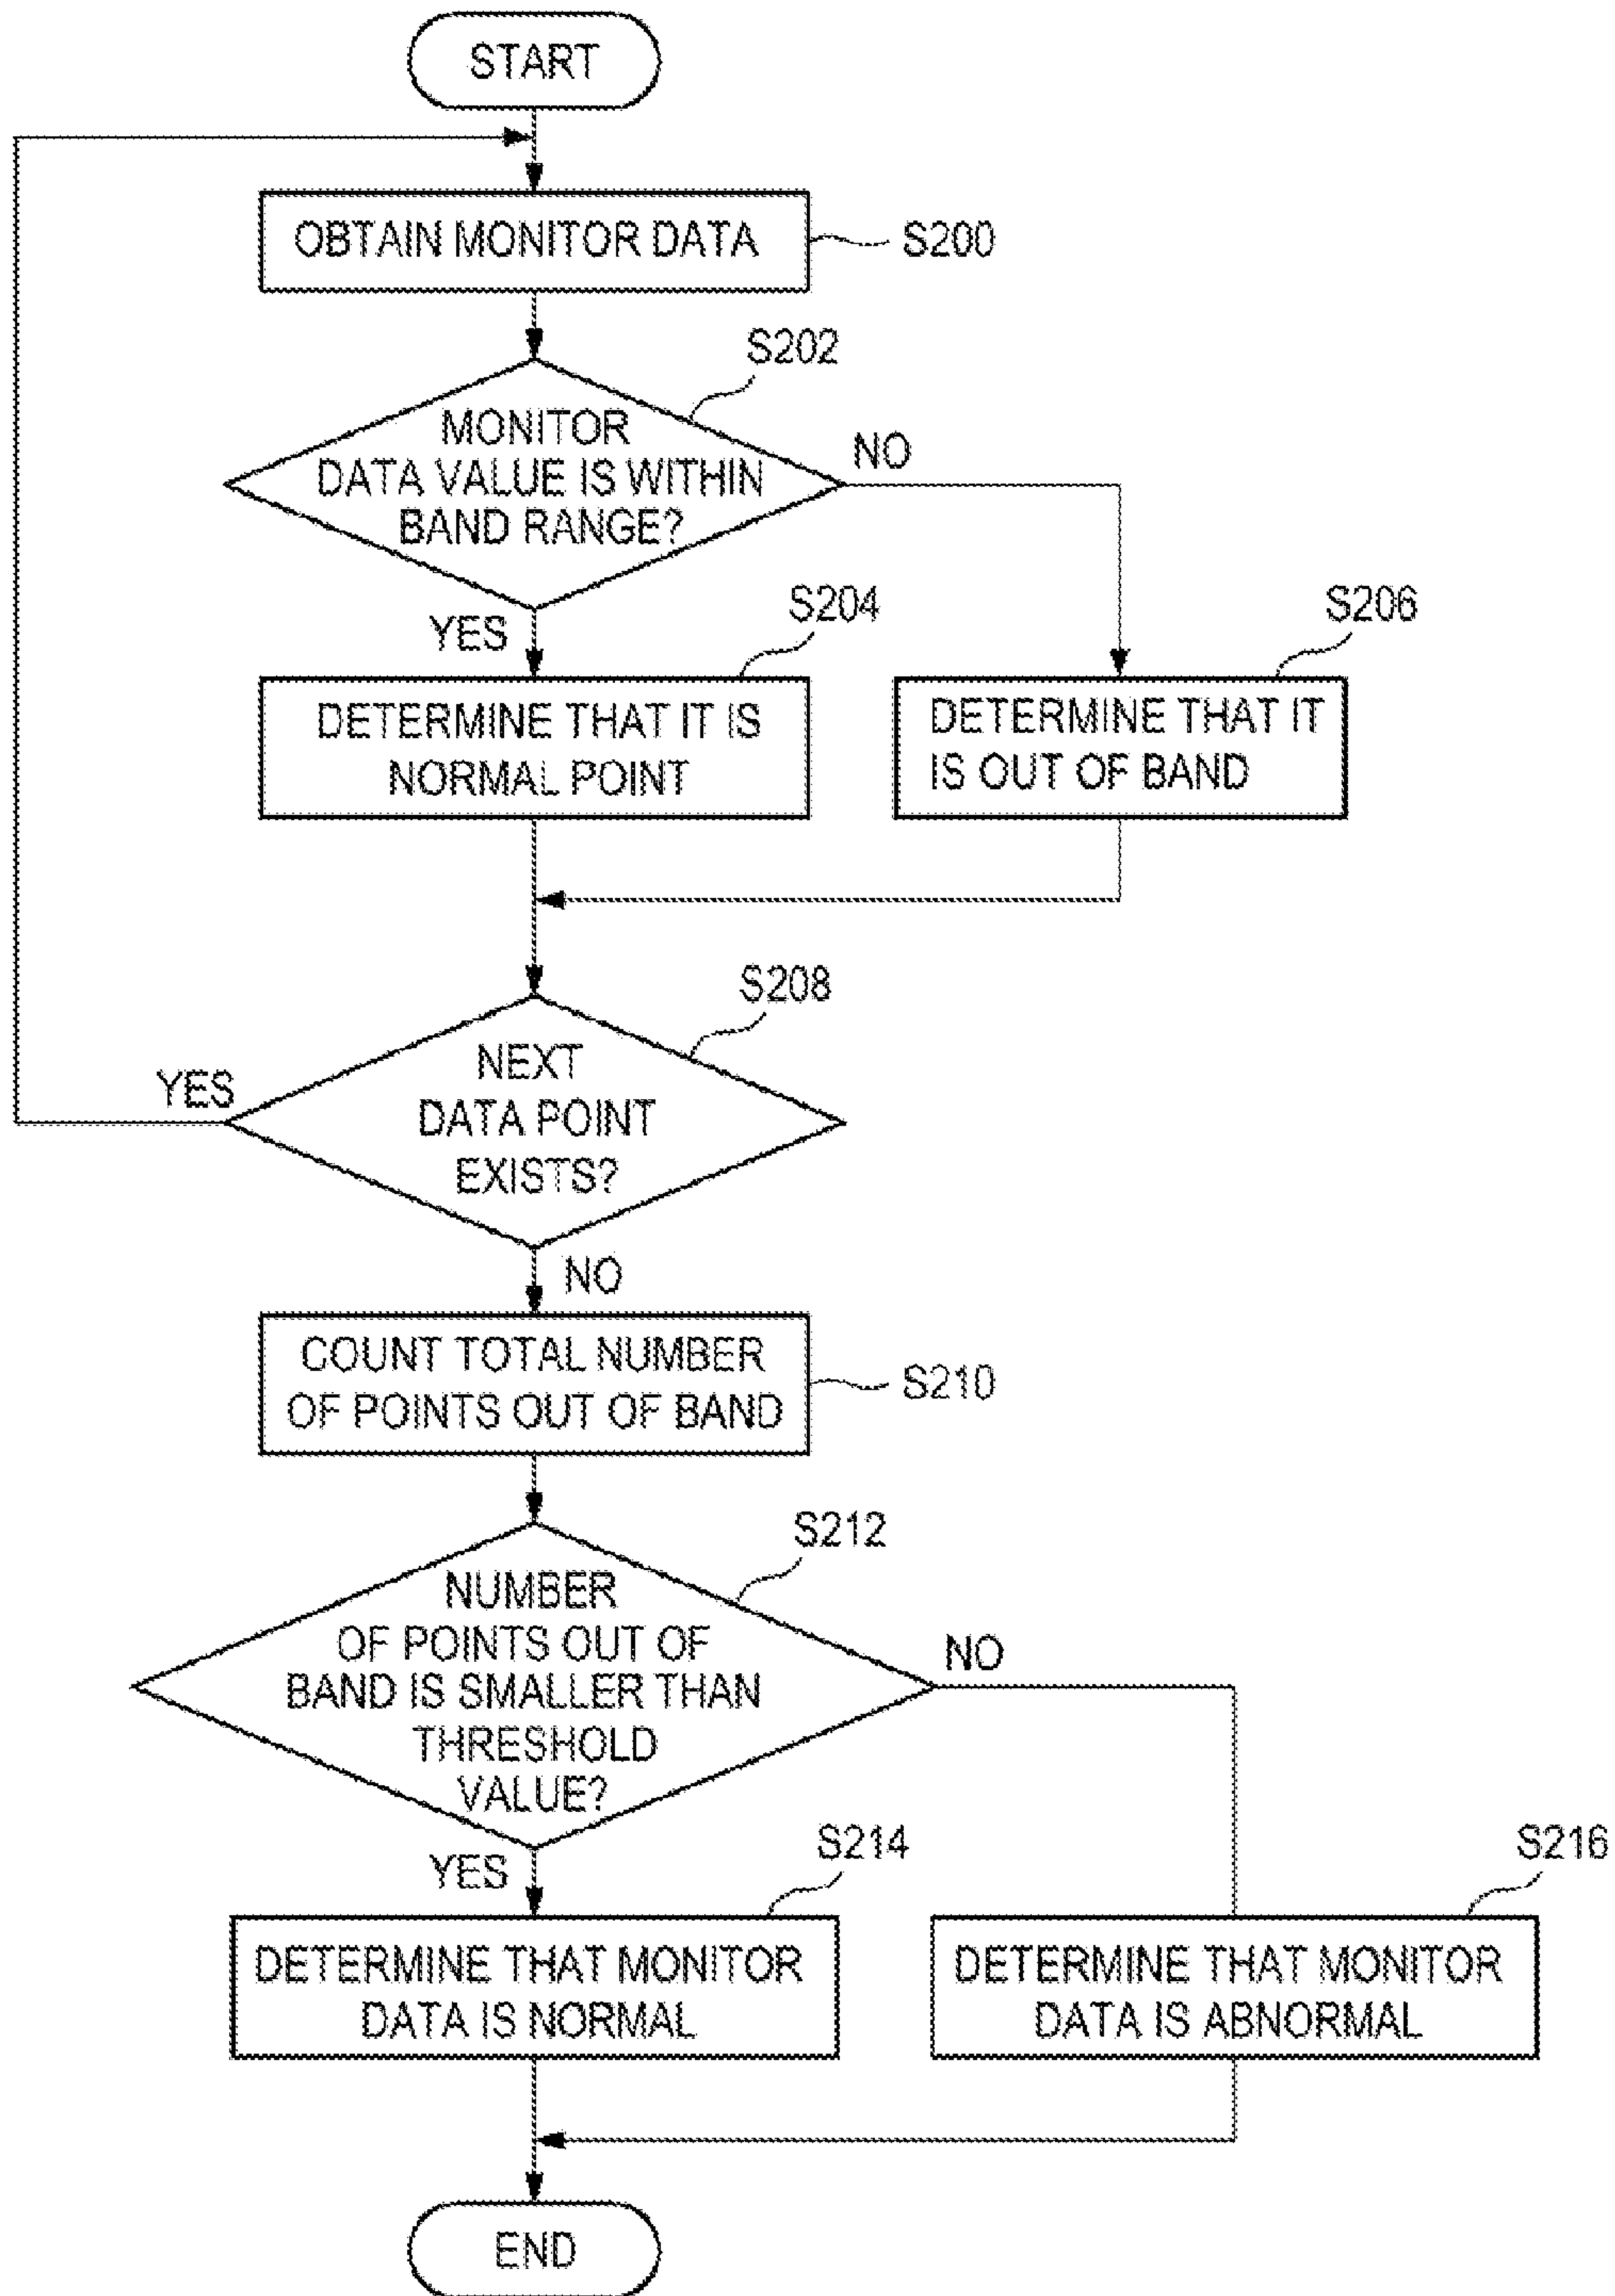 START
OBTAIN MONITOR DATA
S200
S202
MONITOR
DATA VALUE IS WITHIN
BAND RANGE?
NO
YES
S204
S206
DETERMINE THAT IT IS
NORMAL POINT
DETERMINE THAT IT
IS OUT OF BAND
S208
NEXT
DATA POINT
EXISTS?
YES
NO
COUNT TOTAL NUMBER
OF POINTS OUT OF BAND
S210
S212
NUMBER
OF POINTS OUT OF
BAND IS SMALLER THAN
THRESHOLD
VALUE?
NO
YES
S214
S216
DETERMINE THAT MONITOR
DATA IS NORMAL
DETERMINE THAT MONITOR
DATA IS ABNORMAL
END